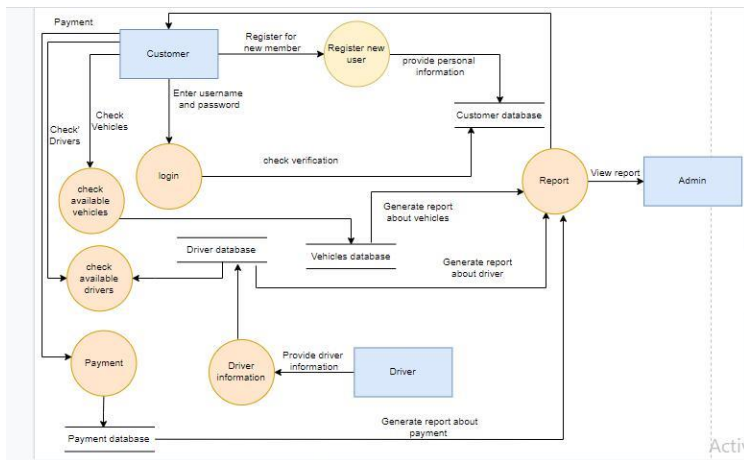 Payment
Customer
Register for
new member
Register new
user
provide personal
information
Enter username
and password
Check
Vehicles
Check'
Drivers
Customer database
check verification
login
check
available
vehicles
Report
View report
Admin
Generate report
about vehicles
Driver database
Vehicles database
Generate report
about driver
check
available
drivers
Payment
Driver
information
Provide driver
information
Driver
Generate report about
payment
Payment database
Activ